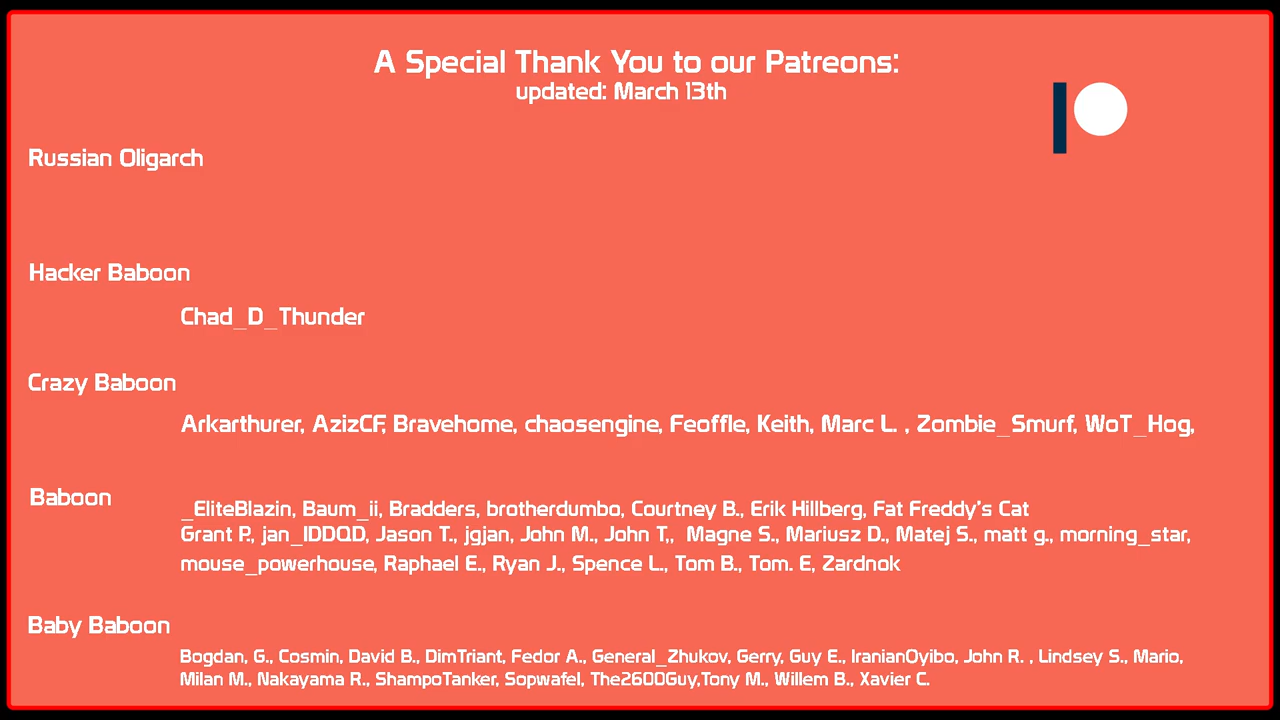 A Special Thank You to our Patreons:
updated: March 13th
Russian Oligarch
Hacker Baboon
Chad_D_Thunder
Crazy Baboon
Arkarthurer, AzizCF, Bravehome, chaosengine, Feoffle, Keith, Marc L. , Zombie_Smurf, WoT_Hog,
Baboon
_EliteBlazin, Baum_ii, Bradders, brotherdumbo, Courtney B., Erik Hillberg, Fat Freddy's Cat
Grant P., jan_IDDQD, Jason T., jgjan, John M., John T,, Magne S., Mariusz D., Matej S., matt g., morning_star,
mouse_powerhouse, Raphael E., Ryan J., Spence L., Tom B., Tom. E, Zardnok
Baby Baboon
Bogdan, G., Cosmin, David B., DimTriant, Fedor A., General_Zhukov, Gerry, Guy E., IranianOyibo, John R. , Lindsey S., Mario,
Milan M., Nakayama R., ShampoTanker, Sopwafel, The2600Guy,Tony M., Willem B., Xavier C.